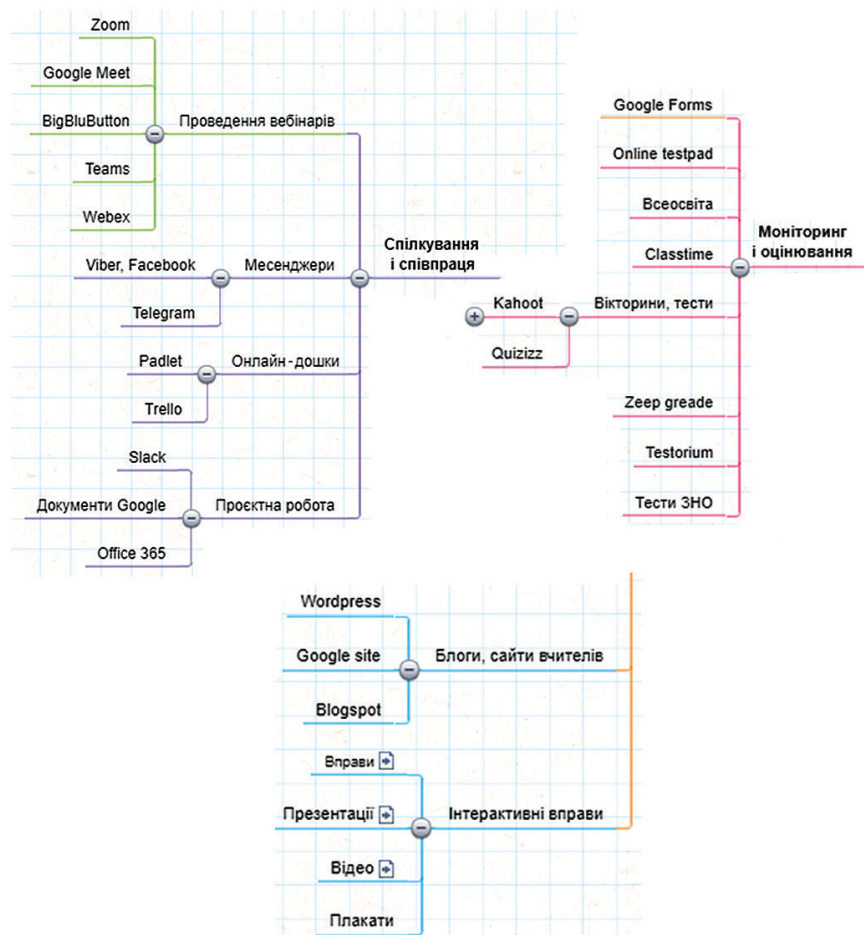 Zoom
Google Meet
BigBluButton
Teams
Webex
Проведення вебінарів
Viber, Facebook
Telegram
Месенджери
Padlet
Trello
Онлайн-дошки
Slack
Документи Google
Office 365
Проєктна робота
Спілкування
і співпраця
Google Forms
Online testpad
Всеосвіта
Classtime
Kahoot
Quizizz
Вікторини, тести
Zeep greade
Testorium
Тести ЗНО
Моніторинг
і оцінювання
Wordpress
Google site
Blogspot
Блоги, сайти вчителів
Вправи
Презентації
Відео
Плакати
Інтерактивні вправи